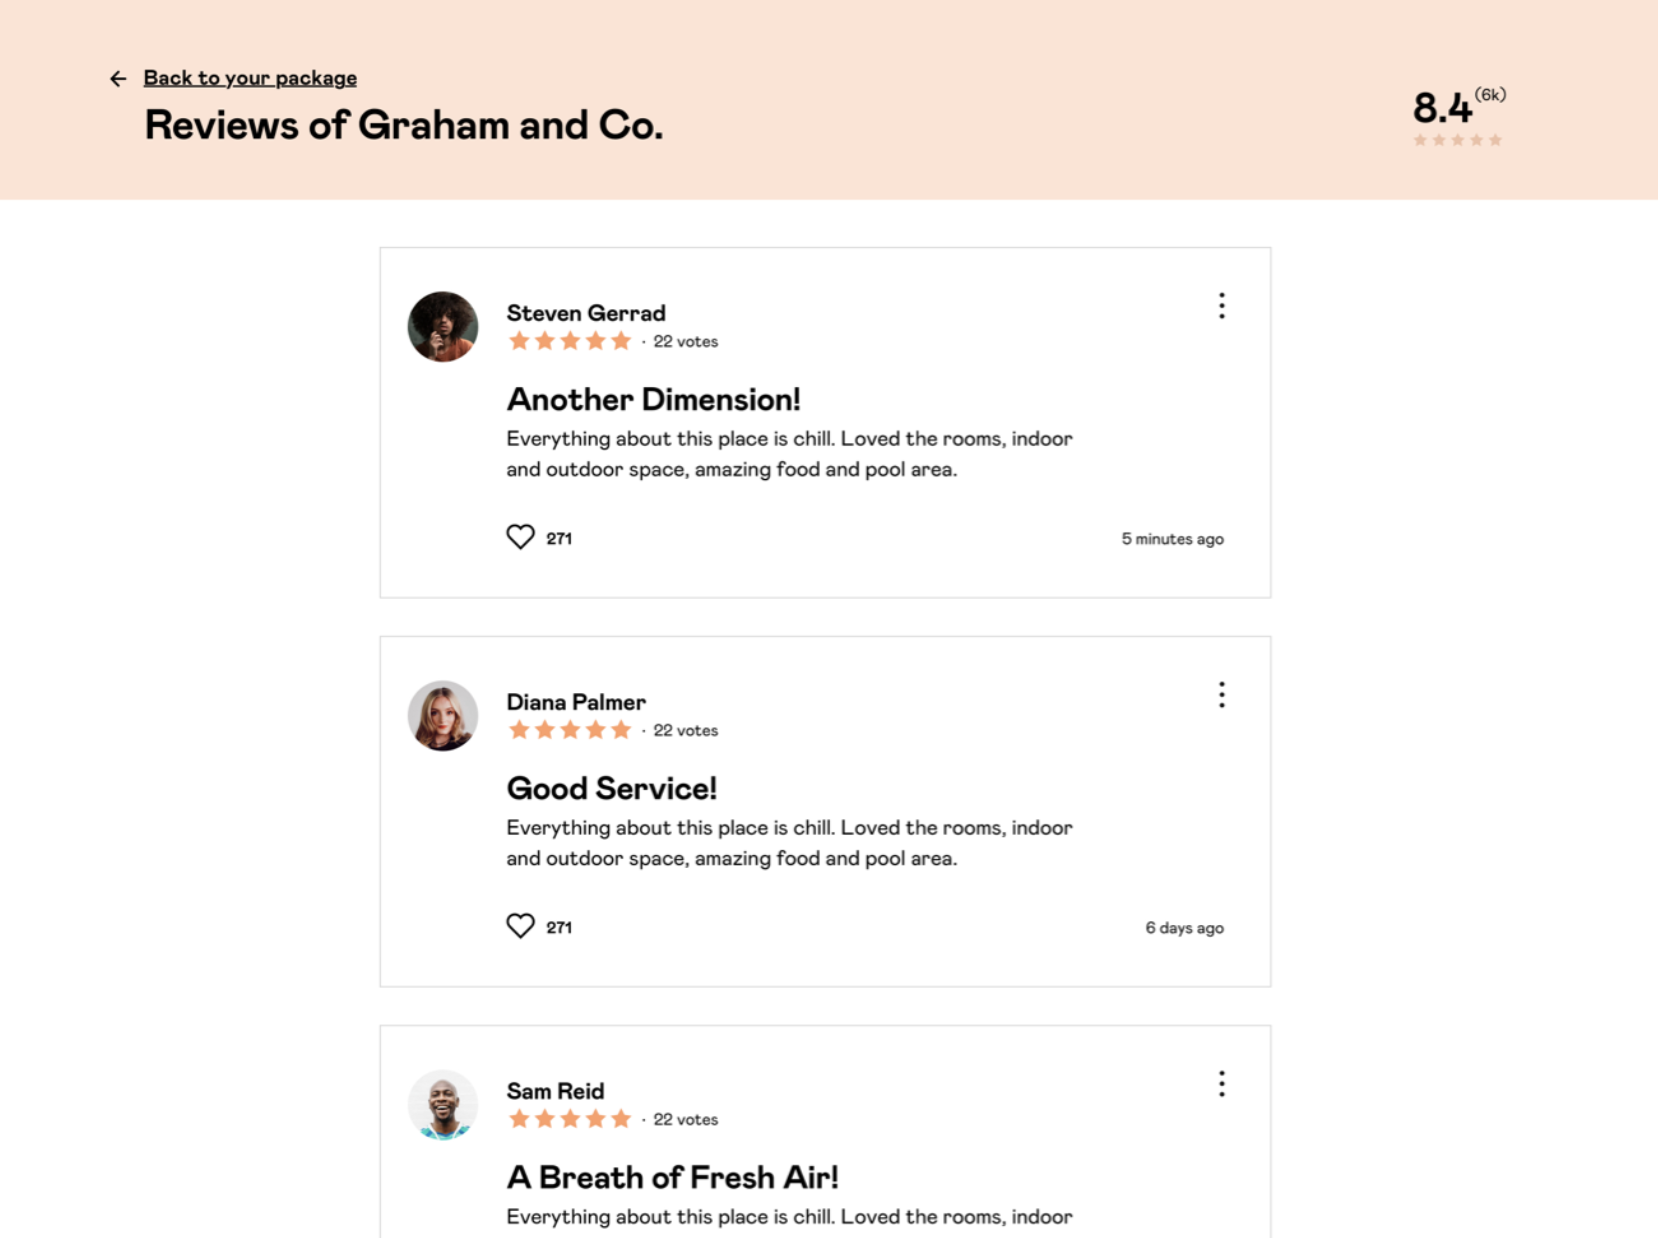 Back to your package
Reviews of Graham and Co.
8.4 (6k)
Steven Gerrad
· 22 votes
Another Dimension!
Everything about this place is chill. Loved the rooms, indoor
and outdoor space, amazing food and pool area.
271
5 minutes ago
Diana Palmer
· 22 votes
Good Service!
Everything about this place is chill. Loved the rooms, indoor
and outdoor space, amazing food and pool area.
271
6 days ago
Sam Reid
· 22 votes
A Breath of Fresh Air!
Everything about this place is chill. Loved the rooms, indoor